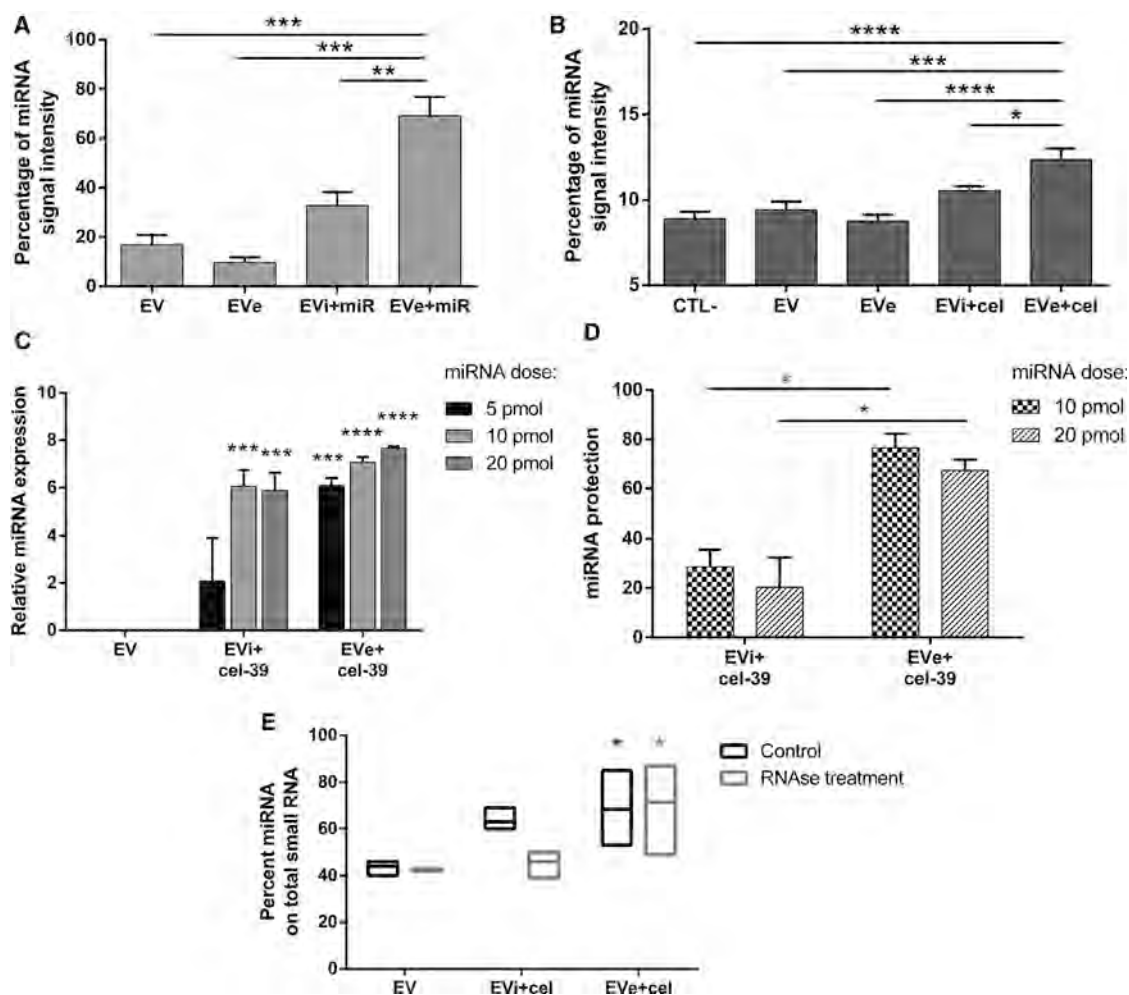 A
Percentage of miRNA
signal intensity
100
80
60
40
20
0
***
***
**
EV
EVe
EVi+miR
EVe+miR
B
Percentage of miRNA
signal intensity
20
15
10
5
****
***
****
*
CTL-
EV
EVe
EVi+cel
EVe+cel
C
Relative miRNA expression
10
8
6
4
2
0
***
***
***
****
****
miRNA dose:
5 pmol
10 pmol
20 pmol
EV
EVi+
cel-39
EVe+
cel-39
D
miRNA protection
100
80
60
40
20
0
*
*
miRNA dose:
10 pmol
20 pmol
EVi+
cel-39
EVe+
cel-39
E
Percent miRNA
on total small RNA
100
80
60
40
20
0
*
*
Control
RNAse treatment
EV
EVi+cel
EVe+cel